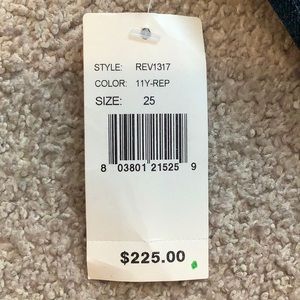 STYLE: REV1317
COLOR: 11Y-REP
SIZE: 25
8 03801 21525 9
$225.00